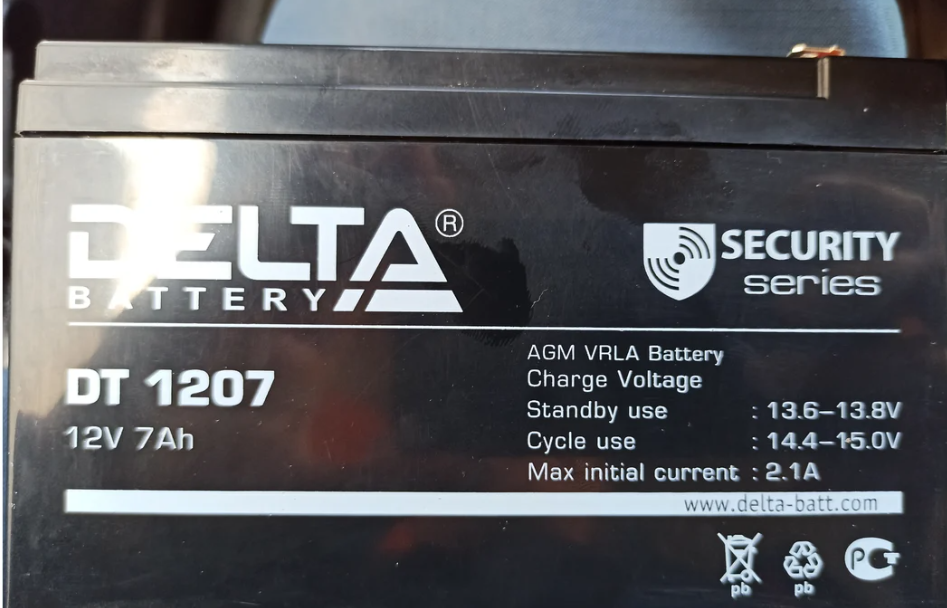 DELTA®
BATTERY
SECURITY
series
DT 1207
12V 7Ah
AGM VRLA Battery
Charge Voltage
Standby use : 13.6–13.8V
Cycle use : 14.4–15.0V
Max initial current : 2.1A
www.delta-batt.com
pb
pb
РСТ